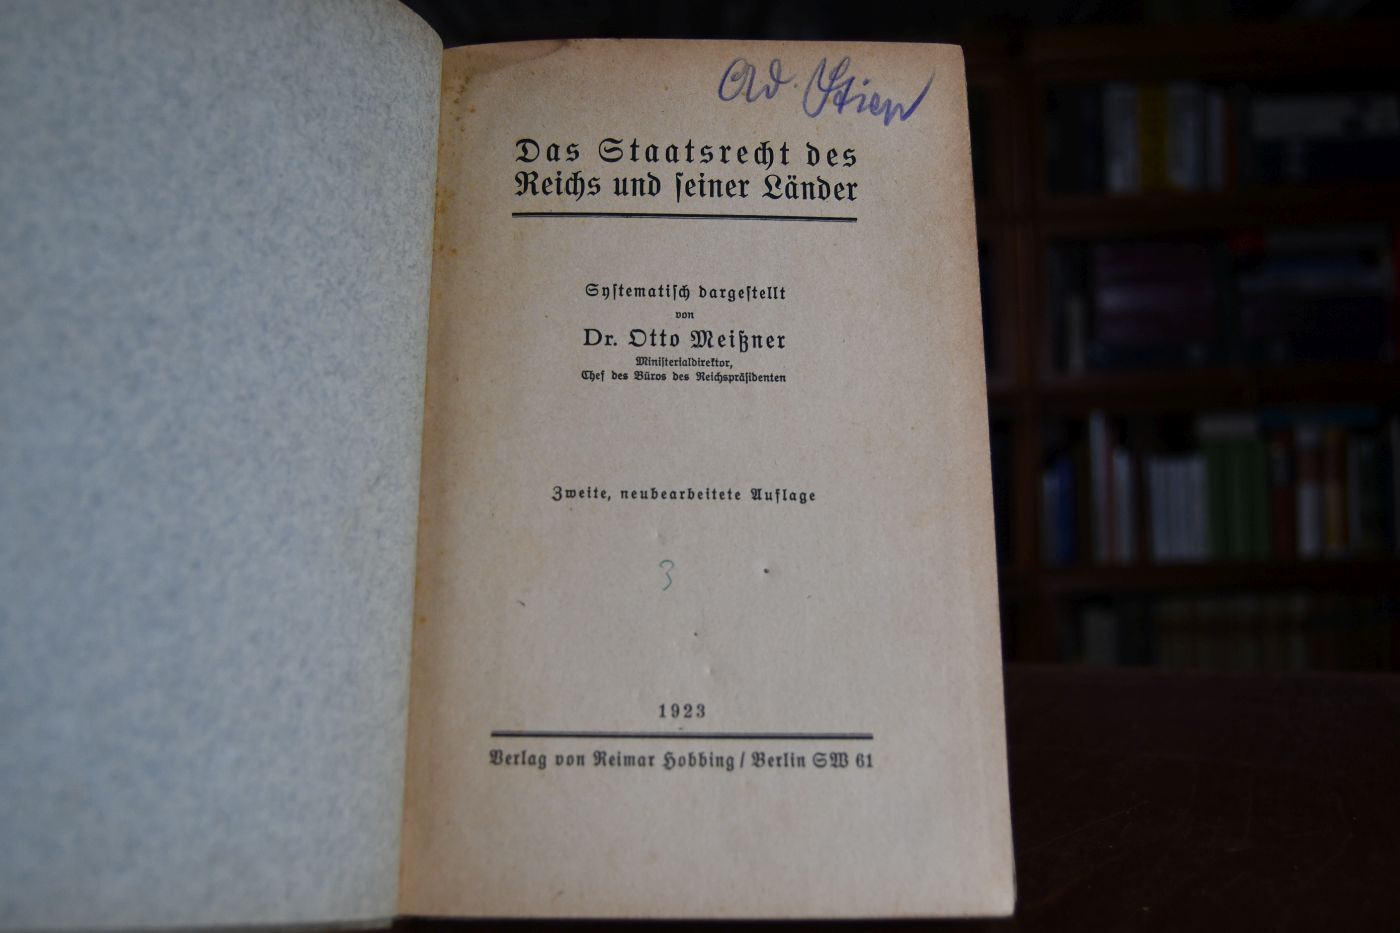 Ad. Stien
Das Staatsrecht des
Reichs und seiner Länder
Systematisch dargestellt
von
Dr. Otto Meißner
Ministerialdirektor,
Chef des Büros des Reichspräsidenten
Zweite, neubearbeitete Auflage
3
1923
Verlag von Reimar Hobbing / Berlin SW 61